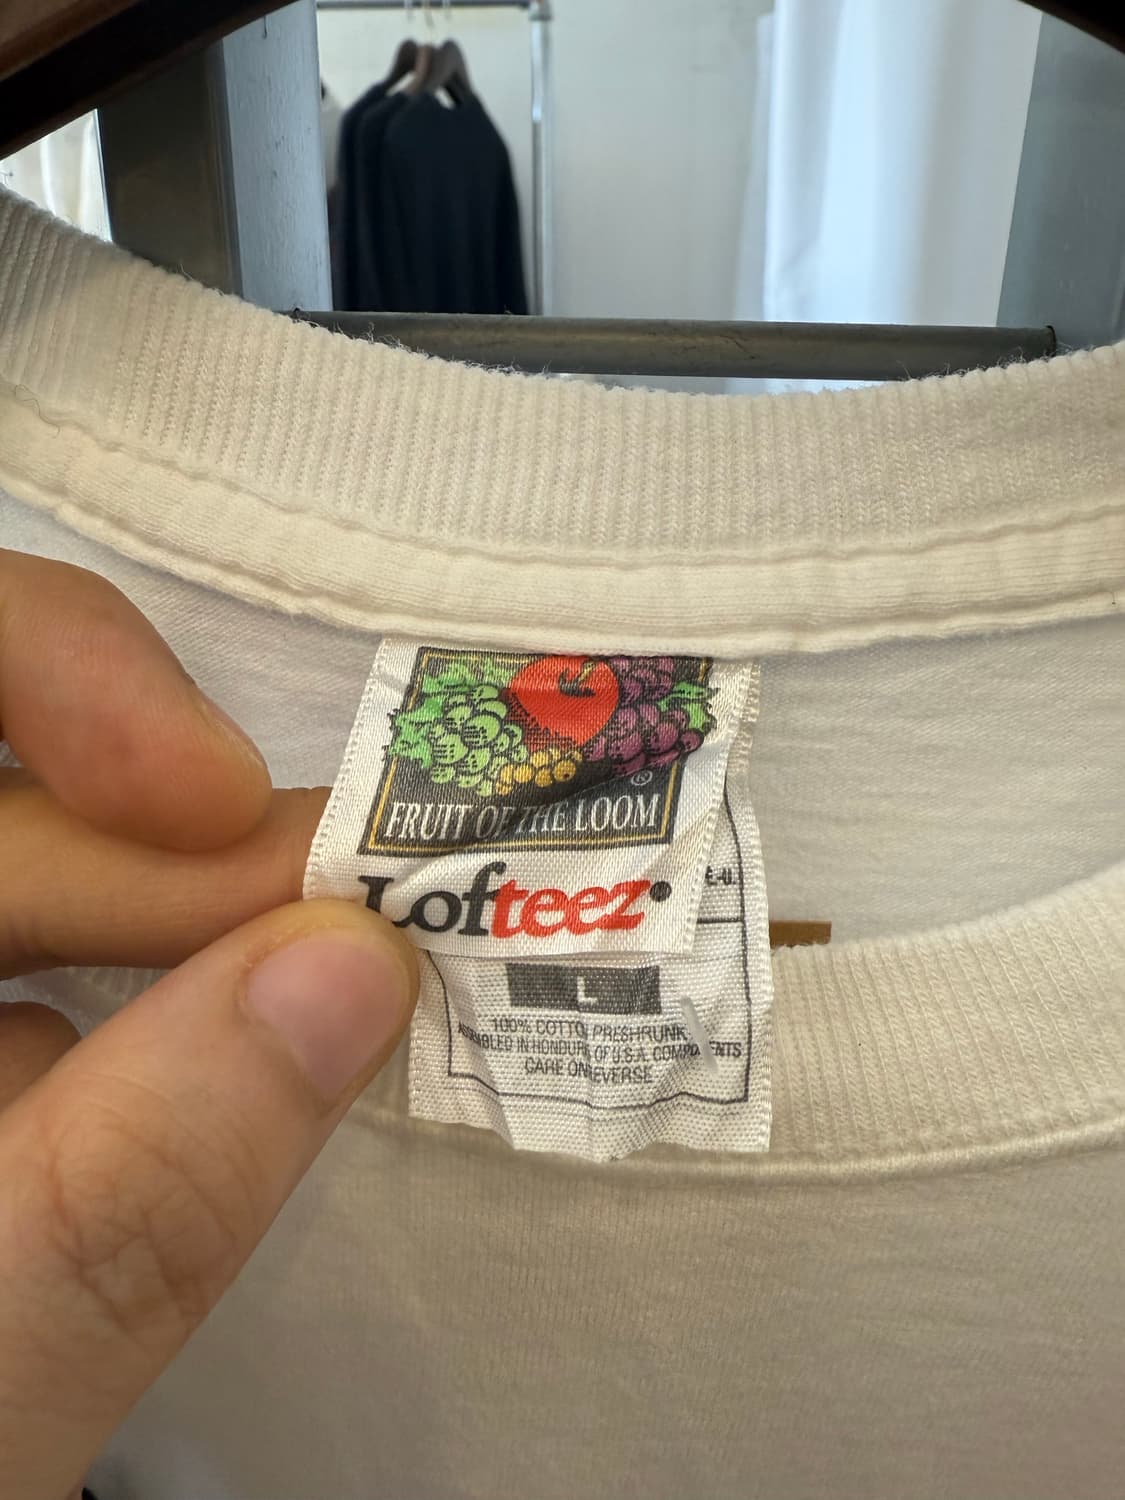 ®
FRUIT OF THE LOOM
Lofteez
L
100% COTTON PRESHRUNK
ASSEMBLED IN HONDURAS OF U.S.A. COMPONENTS
CARE ON REVERSE